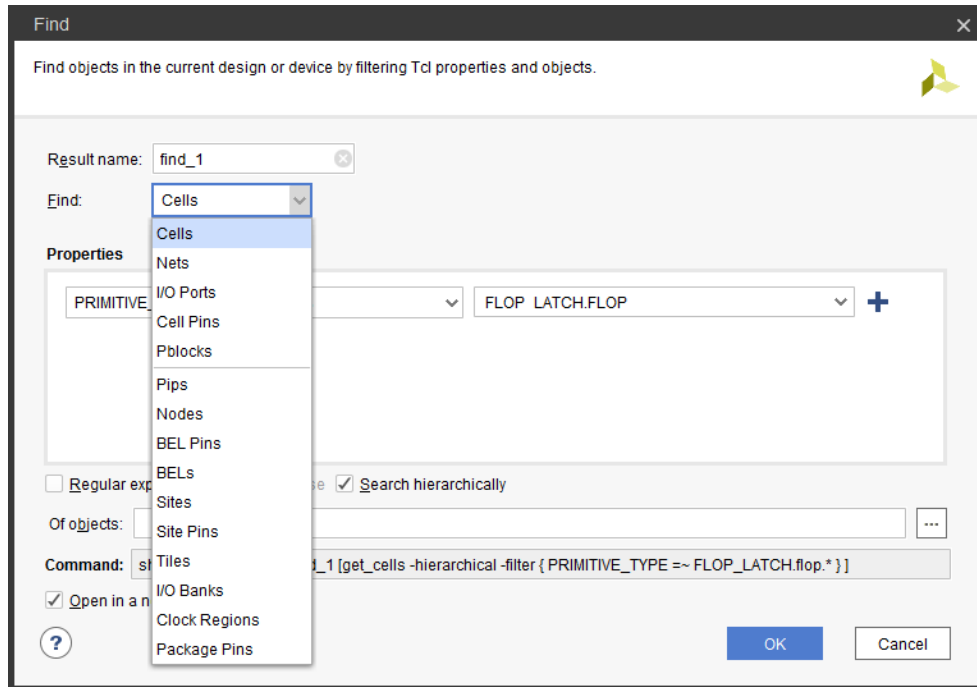 Find
Find objects in the current design or device by filtering Tcl properties and objects.
Result name: find_1
Find: Cells
Cells
Nets
I/O Ports
Cell Pins
Pblocks
Pips
Nodes
BEL Pins
BELs
Sites
Site Pins
Tiles
I/O Banks
Clock Regions
Package Pins
Properties
PRIMITIVE_
FLOP LATCH.FLOP
Regular exp
Search hierarchically
Of objects:
...
Command: sh
d_1 [get_cells -hierarchical -filter { PRIMITIVE_TYPE =~ FLOP_LATCH.flop.* } ]
Open in a n
?
OK
Cancel